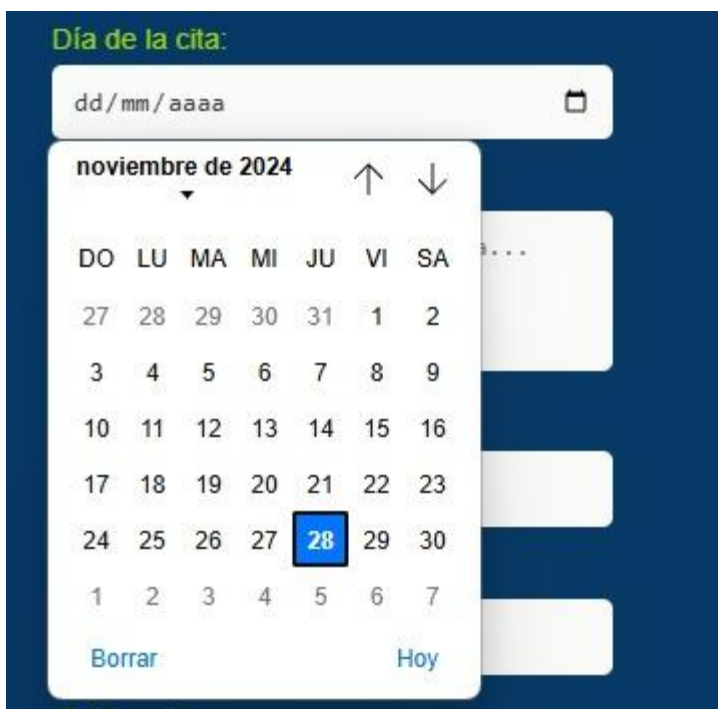 Día de la cita:
dd/mm/aaaa
noviembre de 2024
DO LU MA MI JU VI SA
27 28 29 30 31 1 2
3 4 5 6 7 8 9
10 11 12 13 14 15 16
17 18 19 20 21 22 23
24 25 26 27 28 29 30
1 2 3 4 5 6 7
Borrar Hoy